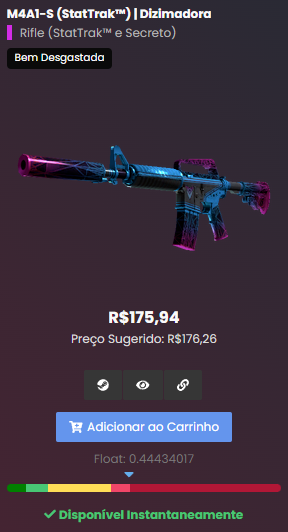 M4A1-S (StatTrak™) | Dizimadora
Rifle (StatTrak™ e Secreto)
Bem Desgastada
R$175,94
Preço Sugerido: R$176,26
Adicionar ao Carrinho
Float: 0.44434017
Disponível Instantaneamente